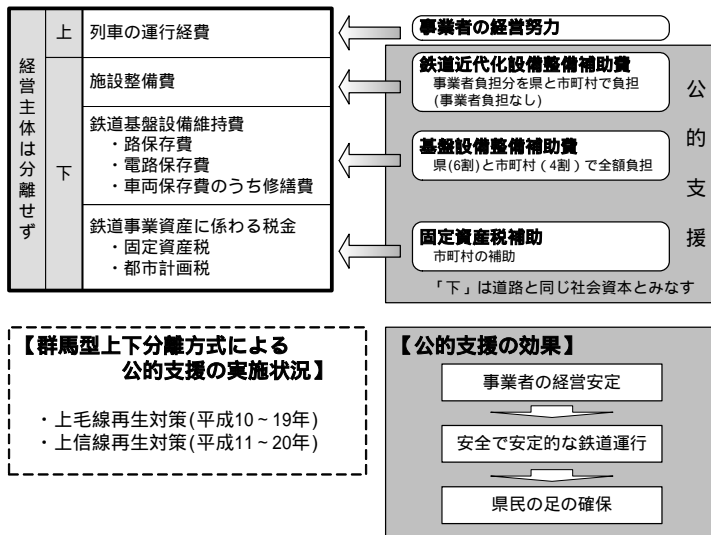 経営主体は分離せず
上
列車の運行経費
下
施設整備費
鉄道基盤設備維持費
・路保存費
・電路保存費
・車両保存費のうち修繕費
鉄道事業資産に係わる税金
・固定資産税
・都市計画税
事業者の経営努力
鉄道近代化設備整備補助費
事業者負担分を県と市町村で負担
(事業者負担なし)
基盤設備整備補助費
県(6割)と市町村(4割)で全額負担
固定資産税補助
市町村の補助
「下」は道路と同じ社会資本とみなす
公的支援
【群馬型上下分離方式による
公的支援の実施状況】
・上毛線再生対策(平成10~19年)
・上信線再生対策(平成11~20年)
【公的支援の効果】
事業者の経営安定
安全で安定的な鉄道運行
県民の足の確保